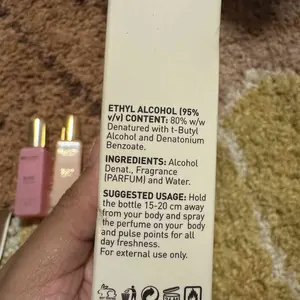 ETHYL ALCOHOL (95%
v/v) CONTENT: 80% w/w
Denatured with t-Butyl
Alcohol and Denatonium
Benzoate.
INGREDIENTS: Alcohol
Denat., Fragrance
(PARFUM) and Water.
SUGGESTED USAGE: Hold
the bottle 15-20 cm away
from your body and spray
the perfume on your body
and pulse points for all
day freshness.
For external use only.